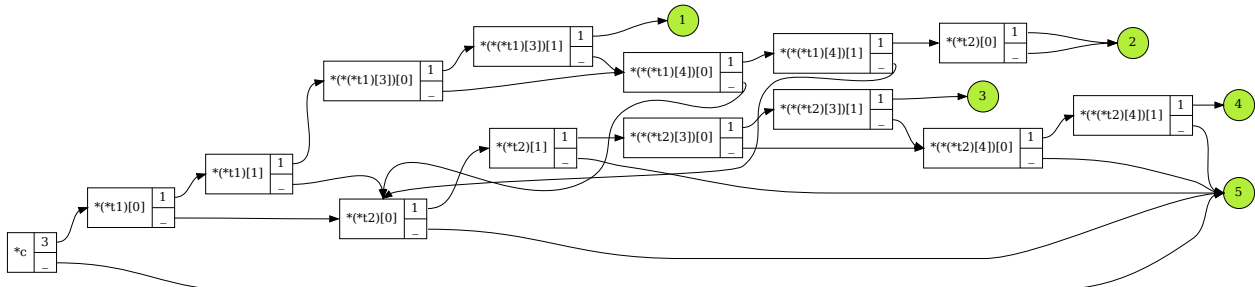 *c 3 _
*(*t1)[0] 1 _
*(*t1)[1] 1 _
*(*(*t1)[3])[0] 1 _
*(*(*t1)[3])[1] 1 _
1
*(*(*t1)[4])[0] 1 _
*(*(*t1)[4])[1] 1 _
*(*t2)[0] 1 _
2
*(*t2)[0] 1 _
*(*t2)[1] 1 _
*(*(*t2)[3])[0] 1 _
*(*(*t2)[3])[1] 1 _
3
*(*(*t2)[4])[0] 1 _
*(*(*t2)[4])[1] 1 _
4
5